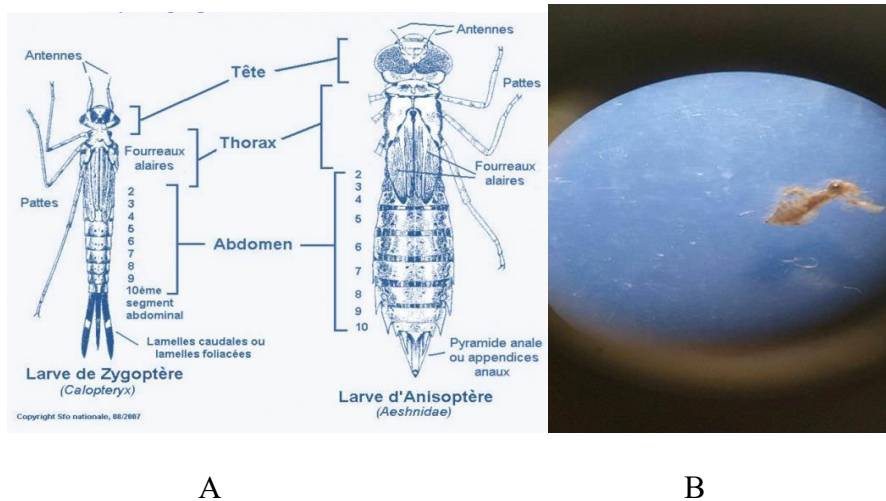 Antennes
Tête
Pattes
Fourreaux
alaires
Thorax
2
3
4
5
6
7
8
9
10ème
segment
abdominal
Abdomen
Lamelles caudales ou
lamelles foliacées
Larve de Zygoptère
(Calopteryx)
Copyright Sfo nationale, 08/2007
Antennes
Pattes
Fourreaux
alaires
2
3
4
5
6
7
8
9
10
Pyramide anale
ou appendices
anaux
Larve d'Anisoptère
(Aeshnidae)
A
B